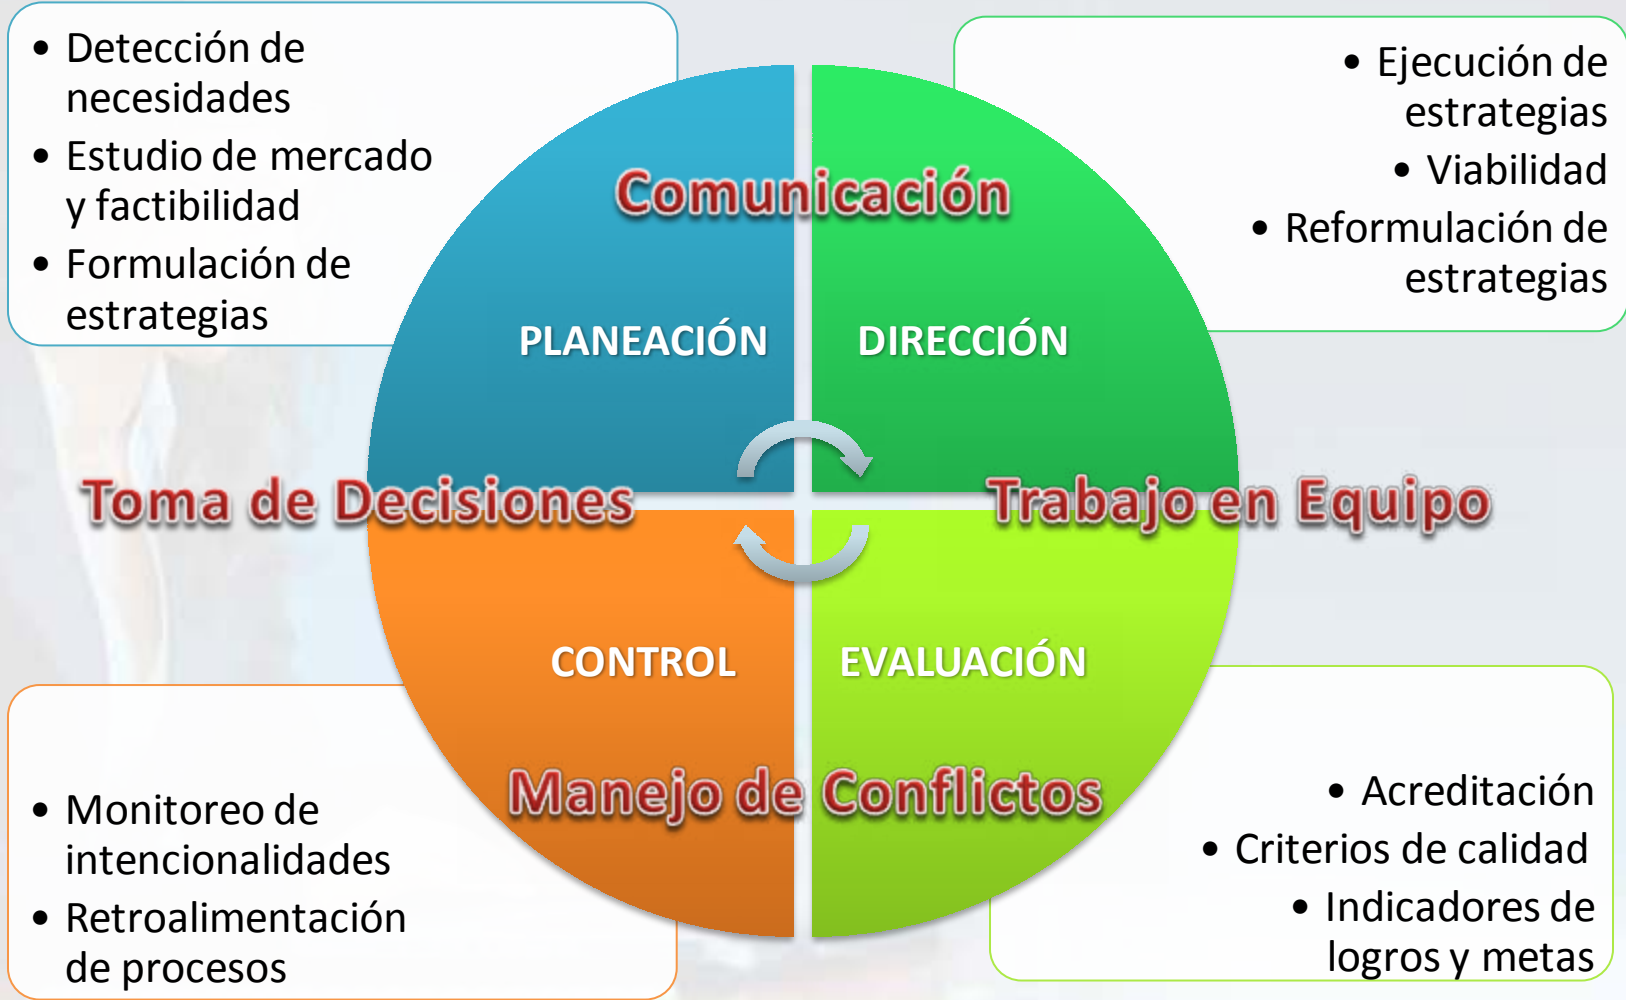 • Detección de
necesidades
• Estudio de mercado
y factibilidad
• Formulación de
estrategias
• Ejecución de
estrategias
• Viabilidad
• Reformulación de
estrategias
Comunicación
PLANEACIÓN
DIRECCIÓN
Toma de Decisiones
Trabajo en Equipo
CONTROL
EVALUACIÓN
Manejo de Conflictos
• Monitoreo de
intencionalidades
• Retroalimentación
de procesos
• Acreditación
• Criterios de calidad
• Indicadores de
logros y metas